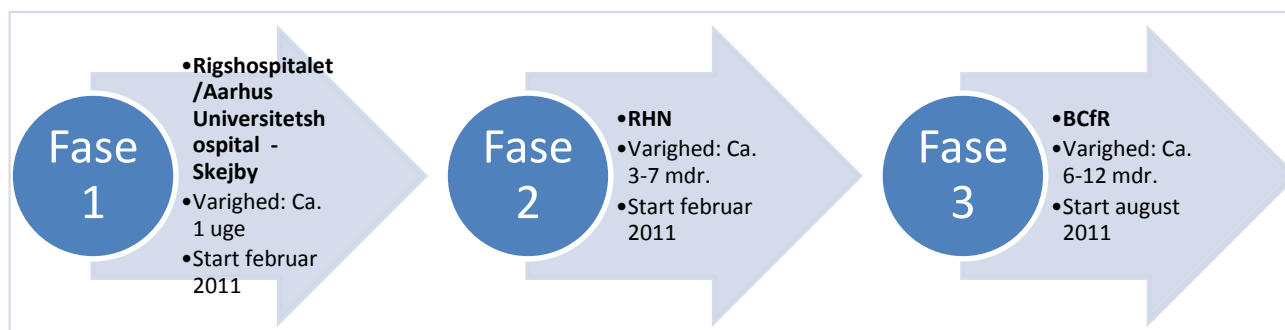 Fase
1
•Rigshospitalet
/Aarhus
Universitetsh
ospital -
Skejby
•Varighed: Ca.
1 uge
•Start februar
2011
Fase
2
•RHN
•Varighed: Ca.
3-7 mdr.
•Start februar
2011
Fase
3
•BCfR
•Varighed: Ca.
6-12 mdr.
•Start august
2011